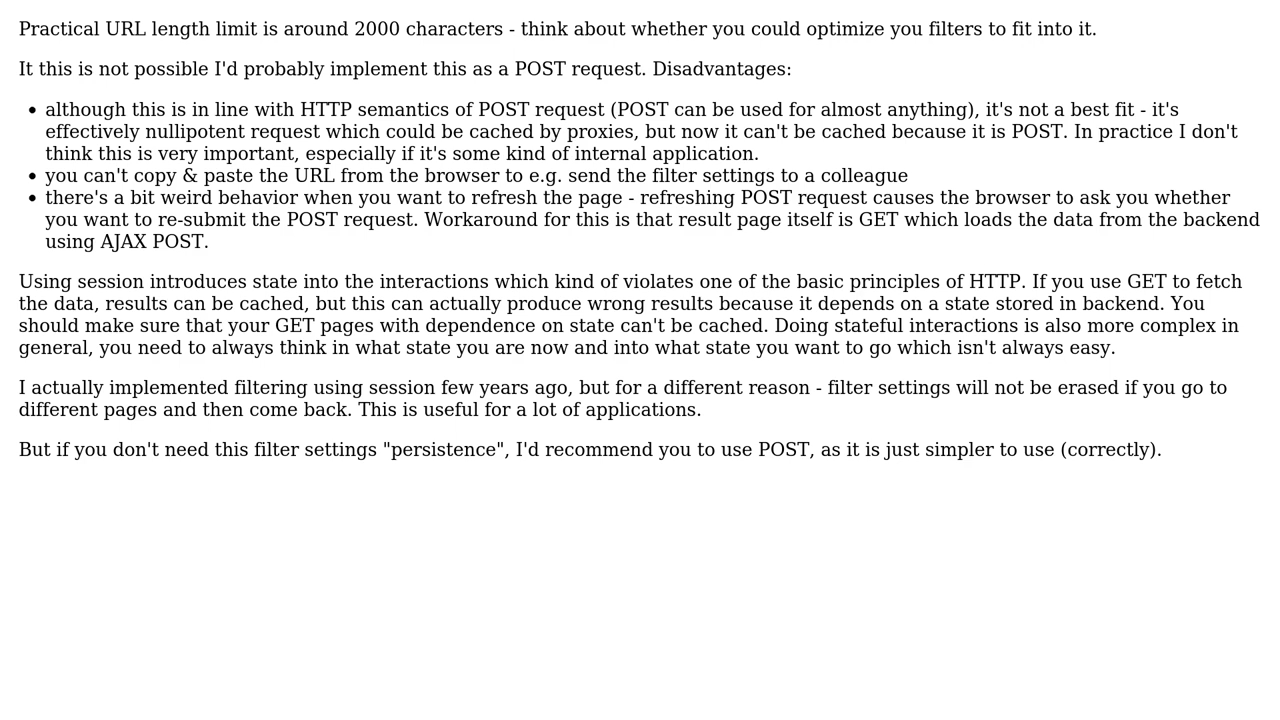 Practical URL length limit is around 2000 characters - think about whether you could optimize you filters to fit into it.
It this is not possible I'd probably implement this as a POST request. Disadvantages:
• although this is in line with HTTP semantics of POST request (POST can be used for almost anything), it's not a best fit - it's
effectively nullipotent request which could be cached by proxies, but now it can't be cached because it is POST. In practice I don't
think this is very important, especially if it's some kind of internal application.
• you can't copy & paste the URL from the browser to e.g. send the filter settings to a colleague
• there's a bit weird behavior when you want to refresh the page - refreshing POST request causes the browser to ask you whether
you want to re-submit the POST request. Workaround for this is that result page itself is GET which loads the data from the backend
using AJAX POST.
Using session introduces state into the interactions which kind of violates one of the basic principles of HTTP. If you use GET to fetch
the data, results can be cached, but this can actually produce wrong results because it depends on a state stored in backend. You
should make sure that your GET pages with dependence on state can't be cached. Doing stateful interactions is also more complex in
general, you need to always think in what state you are now and into what state you want to go which isn't always easy.
I actually implemented filtering using session few years ago, but for a different reason - filter settings will not be erased if you go to
different pages and then come back. This is useful for a lot of applications.
But if you don't need this filter settings "persistence", I'd recommend you to use POST, as it is just simpler to use (correctly).